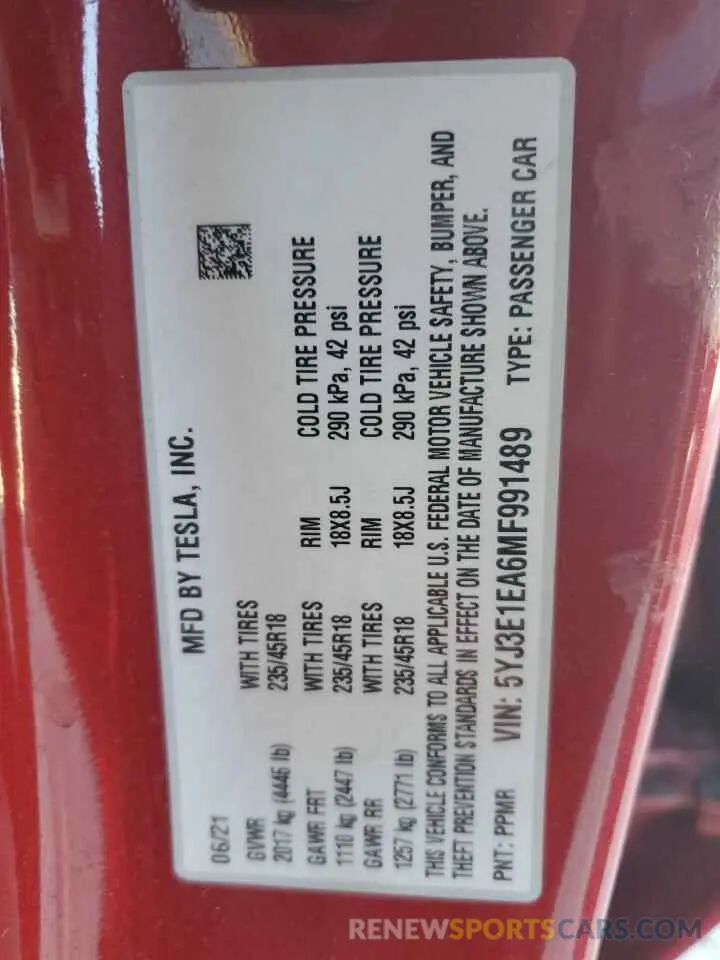 MFD BY TESLA, INC.
06/21
GVWR WITH TIRES
2017 kg (4446 lb) 235/45R18
GAWR FRT WITH TIRES RIM COLD TIRE PRESSURE
1110 kg (2447 lb) 235/45R18 18X8.5J 290 kPa, 42 psi
GAWR RR WITH TIRES RIM COLD TIRE PRESSURE
1257 kg (2771 lb) 235/45R18 18X8.5J 290 kPa, 42 psi
THIS VEHICLE CONFORMS TO ALL APPLICABLE U.S. FEDERAL MOTOR VEHICLE SAFETY, BUMPER, AND
THEFT PREVENTION STANDARDS IN EFFECT ON THE DATE OF MANUFACTURE SHOWN ABOVE.
PNT: PPMR VIN: 5YJ3E1EA6MF991489 TYPE: PASSENGER CAR
RENEWSPORTSCARS.COM